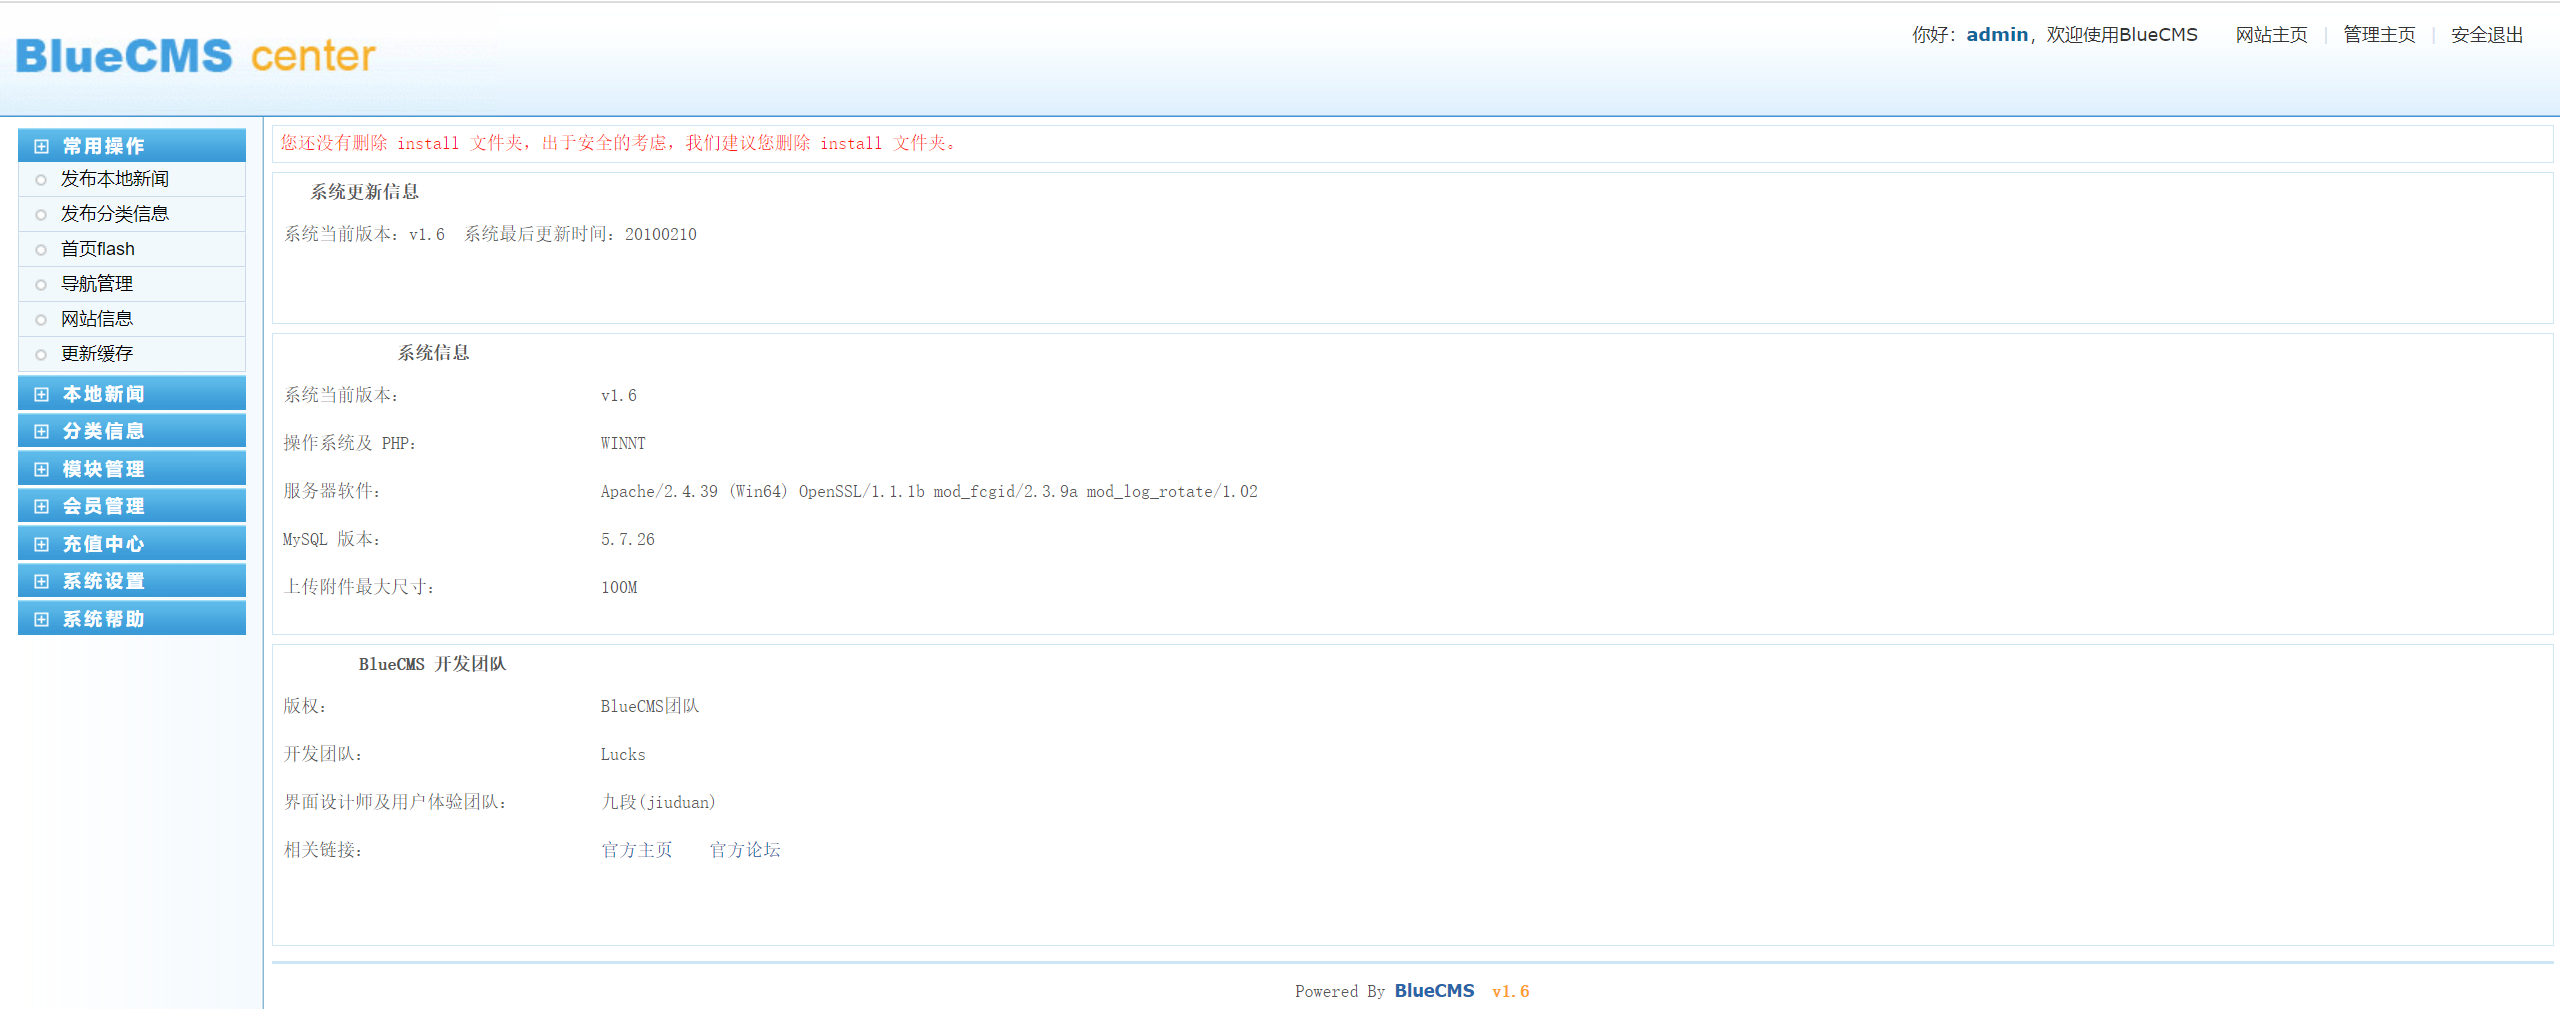 BlueCMS center
你好：admin，欢迎使用BlueCMS 网站主页 | 管理主页 | 安全退出
常用操作
发布本地新闻
发布分类信息
首页flash
导航管理
网站信息
更新缓存
本地新闻
分类信息
模块管理
会员管理
充值中心
系统设置
系统帮助
您还没有删除 install 文件夹，出于安全的考虑，我们建议您删除 install 文件夹。
系统更新信息
系统当前版本：v1.6 系统最后更新时间：20100210
系统信息
系统当前版本： v1.6
操作系统及 PHP： WINNT
服务器软件： Apache/2.4.39 (Win64) OpenSSL/1.1.1b mod_fcgid/2.3.9a mod_log_rotate/1.02
MySQL 版本： 5.7.26
上传附件最大尺寸： 100M
BlueCMS 开发团队
版权： BlueCMS团队
开发团队： Lucks
界面设计师及用户体验团队： 九段(jiuduan)
相关链接： 官方主页 官方论坛
Powered By BlueCMS v1.6